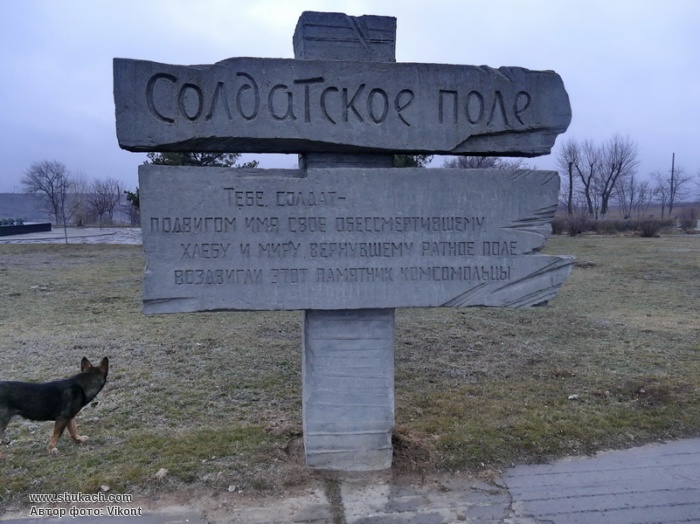 Солдатское поле
ТЕБЕ, СОЛДАТ-
ПОДВИГОМ ИМЯ СВОЕ ОБЕССМЕРТИВШЕМУ,
ХЛЕБУ И МИРУ ВЕРНУВШЕМУ РАТНОЕ ПОЛЕ
ВОЗДВИГЛИ ЭТОТ ПАМЯТНИК КОМСОМОЛЬЦЫ
www.shukach.com
Автор фото: Vikont